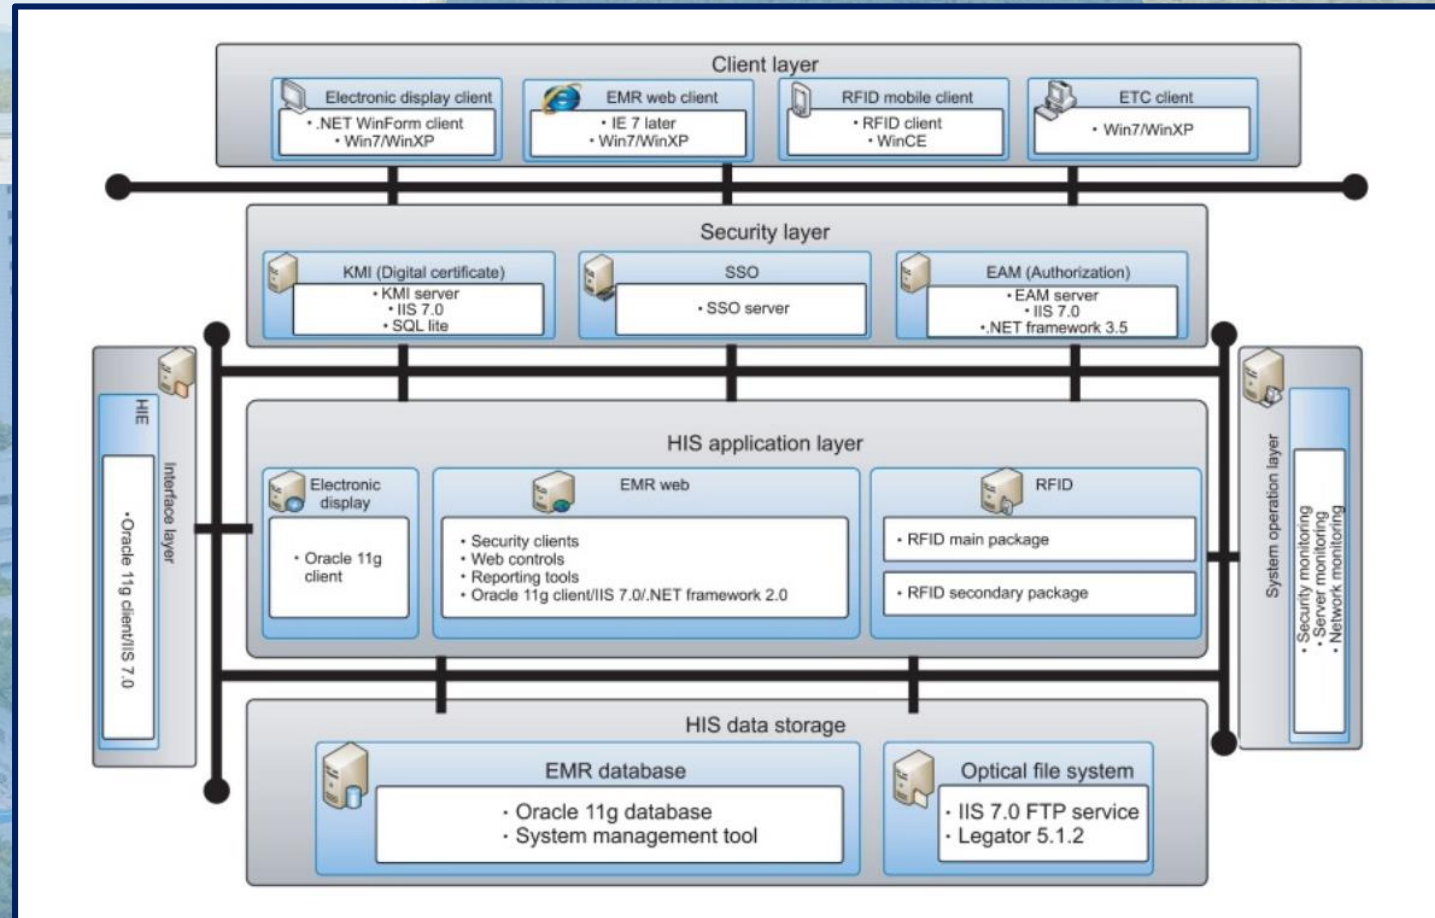 Client layer
Electronic display client
• .NET WinForm client
• Win7/WinXP
EMR web client
• IE 7 later
• Win7/WinXP
RFID mobile client
• RFID client
• WinCE
ETC client
• Win7/WinXP
Security layer
KMI (Digital certificate)
• KMI server
• IIS 7.0
• SQL lite
SSO
• SSO server
EAM (Authorization)
• EAM server
• IIS 7.0
• .NET framework 3.5
Interface layer
HIE
•Oracle 11g client/IIS 7.0
HIS application layer
Electronic
display
• Oracle 11g
client
EMR web
• Security clients
• Web controls
• Reporting tools
• Oracle 11g client/IIS 7.0/.NET framework 2.0
RFID
• RFID main package
• RFID secondary package
System operation layer
• Security monitoring
• Server monitoring
• Network monitoring
HIS data storage
EMR database
· Oracle 11g database
· System management tool
Optical file system
· IIS 7.0 FTP service
· Legator 5.1.2